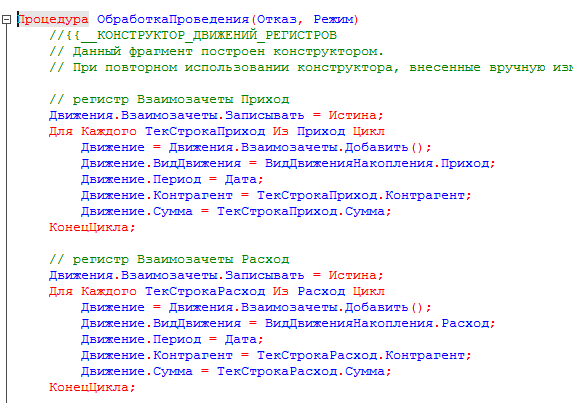 Процедура ОбработкаПроведения(Отказ, Режим)
//{{__КОНСТРУКТОР_ДВИЖЕНИЙ_РЕГИСТРОВ
// Данный фрагмент построен конструктором.
// При повторном использовании конструктора, внесенные вручную
// регистр Взаимозачеты Приход
Движения.Взаимозачеты.Записывать = Истина;
Для Каждого ТекСтрокаПриход Из Приход Цикл
Движение = Движения.Взаимозачеты.Добавить();
Движение.ВидДвижения = ВидДвиженияНакопления.Приход;
Движение.Период = Дата;
Движение.Контрагент = ТекСтрокаПриход.Контрагент;
Движение.Сумма = ТекСтрокаПриход.Сумма;
КонецЦикла;
// регистр Взаимозачеты Расход
Движения.Взаимозачеты.Записывать = Истина;
Для Каждого ТекСтрокаРасход Из Расход Цикл
Движение = Движения.Взаимозачеты.Добавить();
Движение.ВидДвижения = ВидДвиженияНакопления.Расход;
Движение.Период = Дата;
Движение.Контрагент = ТекСтрокаРасход.Контрагент;
Движение.Сумма = ТекСтрокаРасход.Сумма;
КонецЦикла;